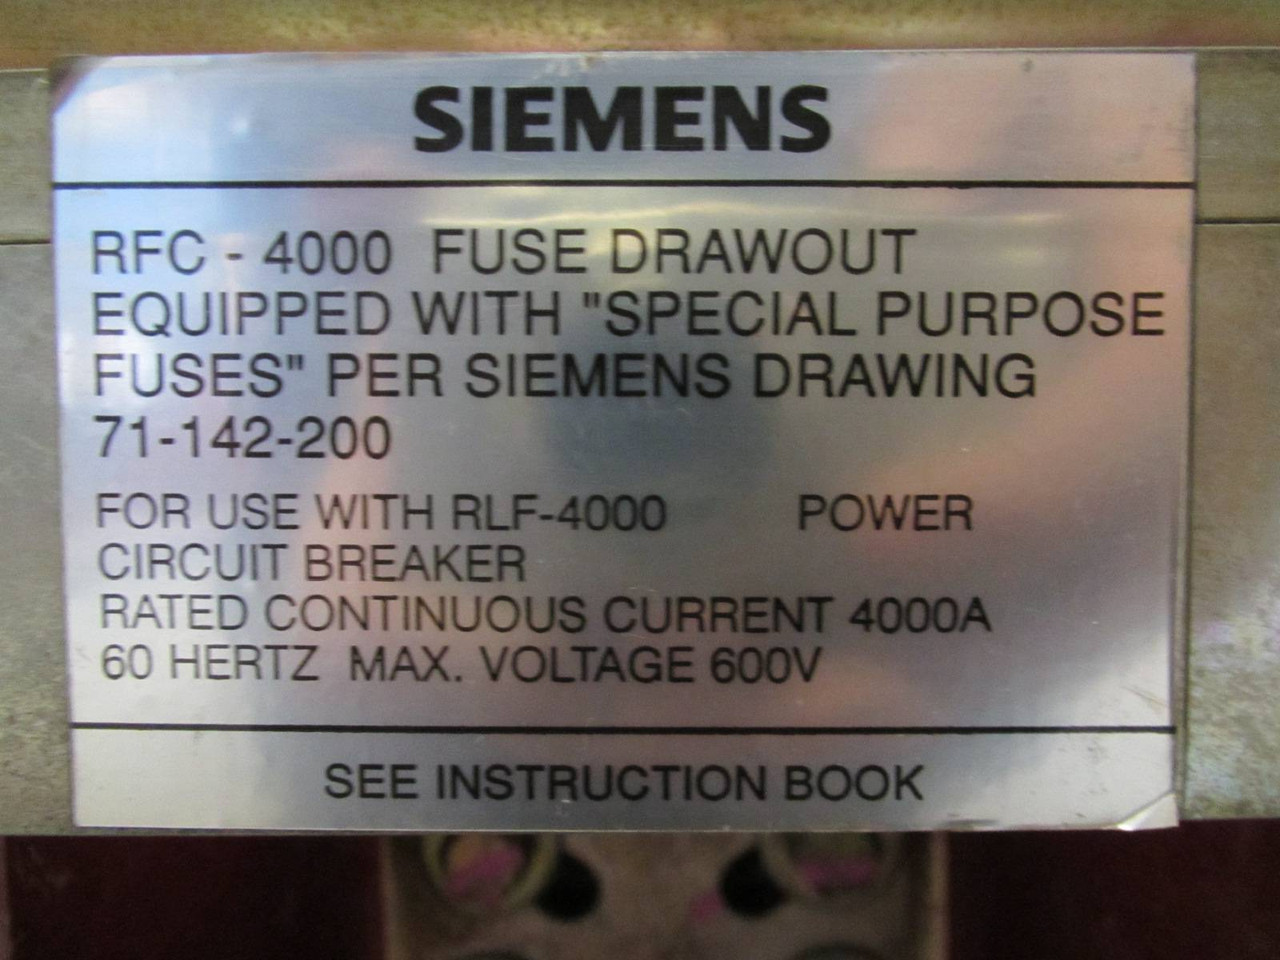 SIEMENS
RFC - 4000 FUSE DRAWOUT
EQUIPPED WITH "SPECIAL PURPOSE
FUSES" PER SIEMENS DRAWING
71-142-200
FOR USE WITH RLF-4000 POWER
CIRCUIT BREAKER
RATED CONTINUOUS CURRENT 4000A
60 HERTZ MAX. VOLTAGE 600V
SEE INSTRUCTION BOOK